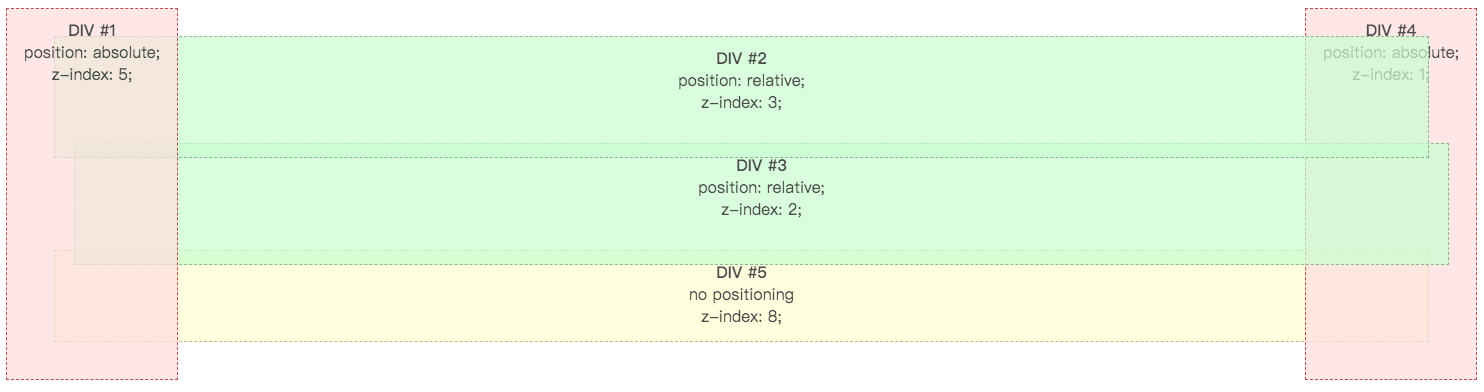 DIV #1
position: absolute;
z-index: 5;
DIV #2
position: relative;
z-index: 3;
DIV #4
position: absolute;
z-index: 1;
DIV #3
position: relative;
z-index: 2;
DIV #5
no positioning
z-index: 8;